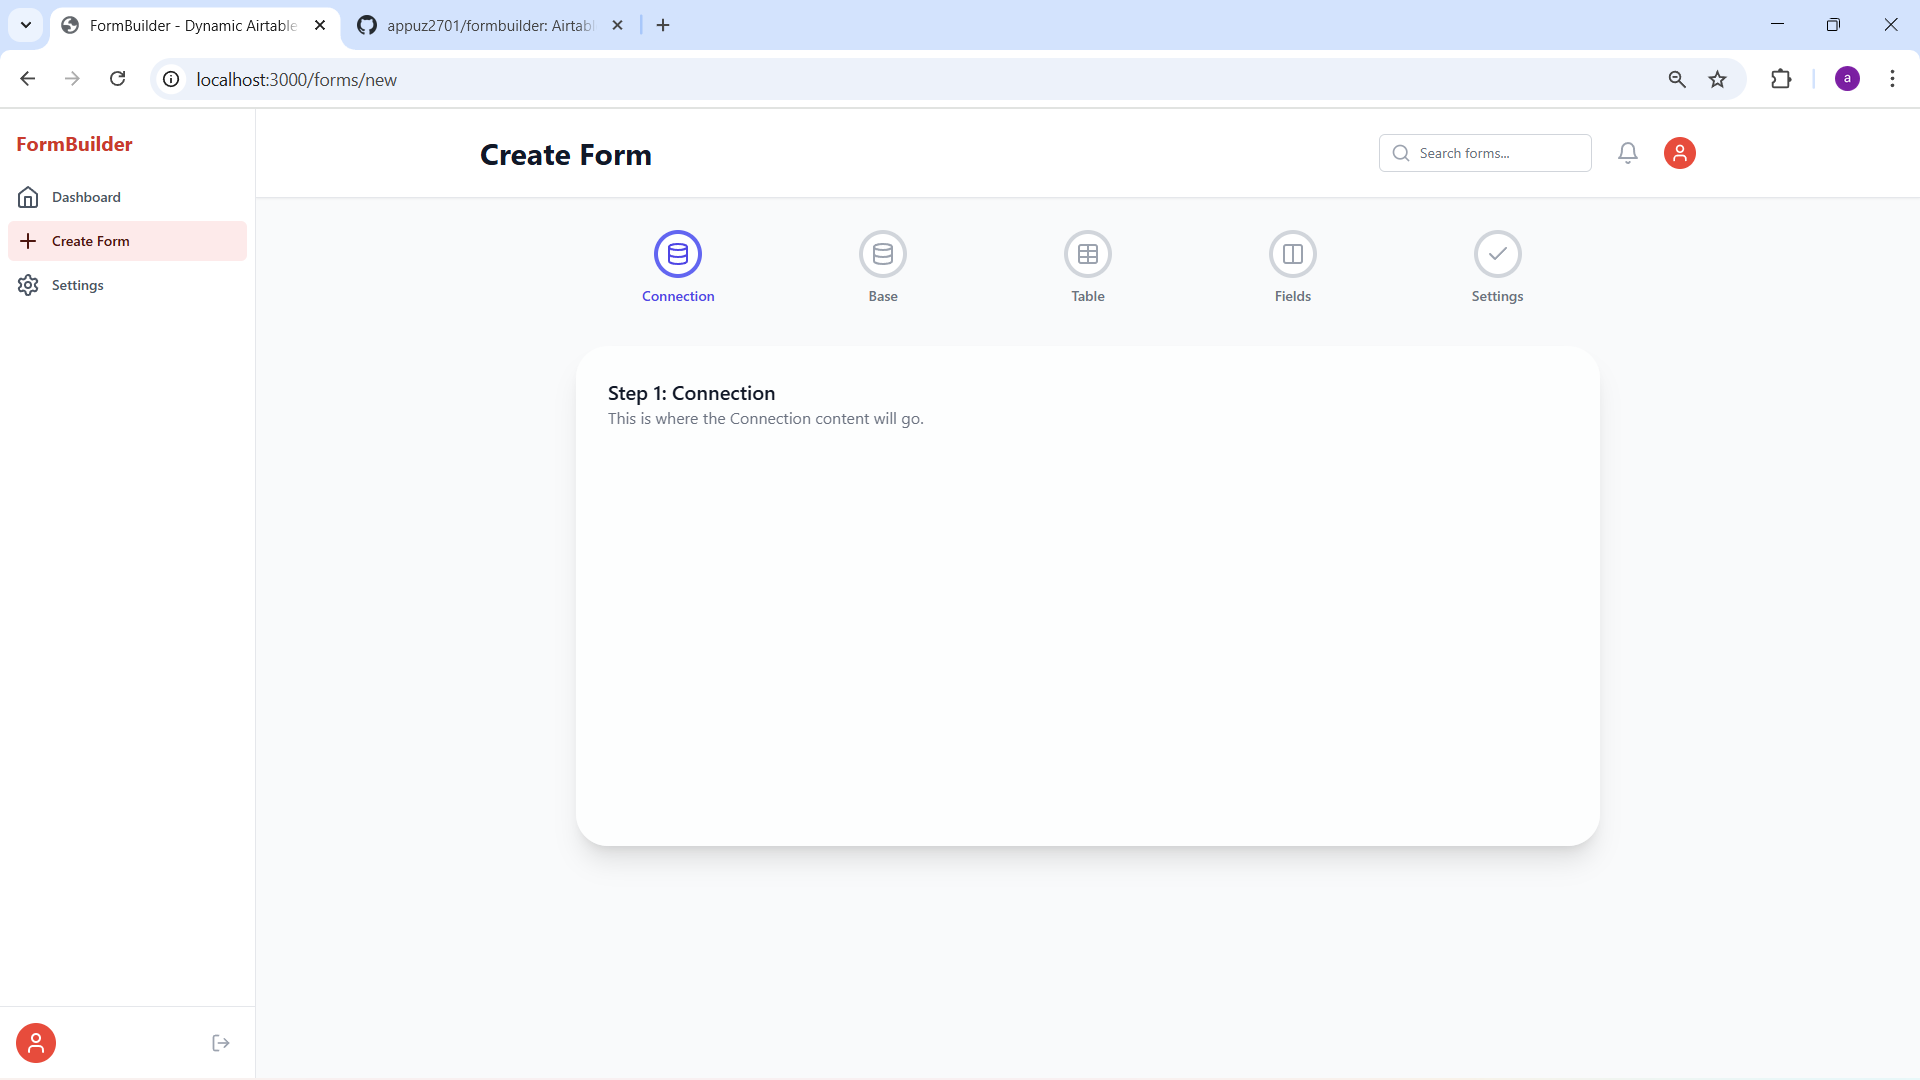 FormBuilder - Dynamic Airtable
appuz2701/formbuilder: Airtabl
localhost:3000/forms/new
a
FormBuilder
Dashboard
Create Form
Settings
Create Form
Search forms...
Connection
Base
Table
Fields
Settings
Step 1: Connection
This is where the Connection content will go.